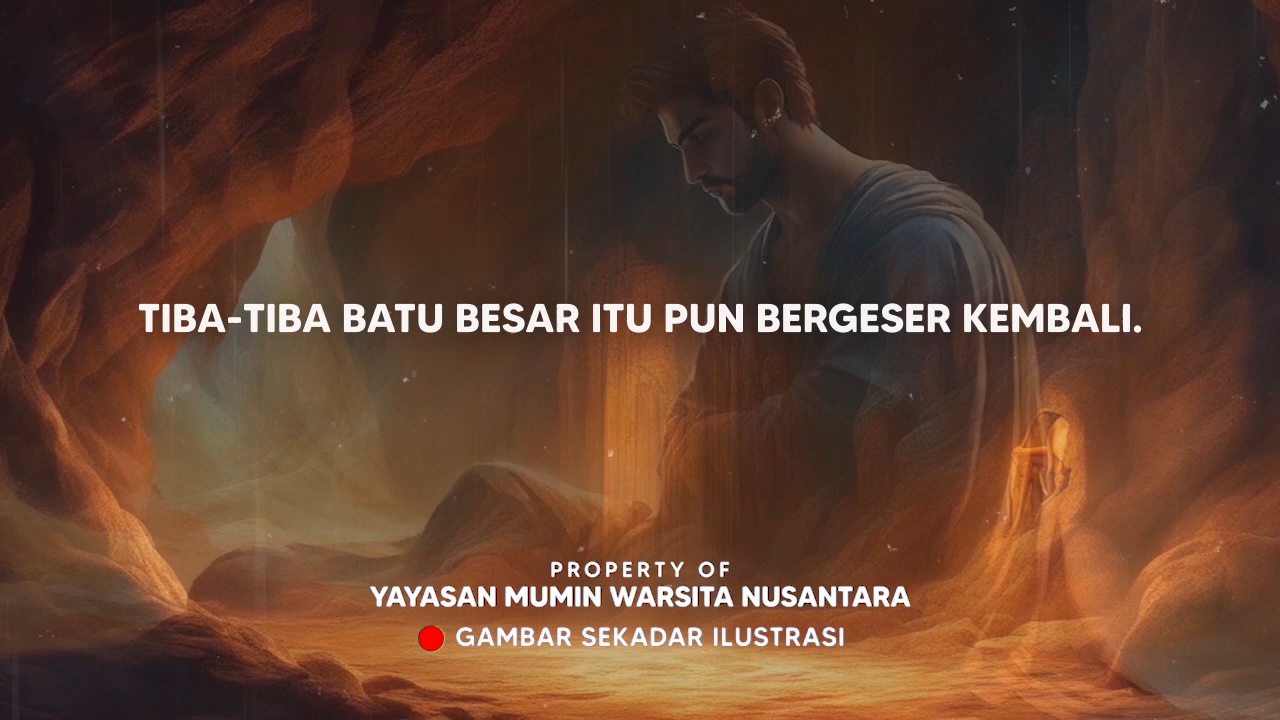 TIBA-TIBA BATU BESAR ITU PUN BERGESER KEMBALI.
PROPERTY OF
YAYASAN MUMIN WARSITA NUSANTARA
GAMBAR SEKADAR ILUSTRASI